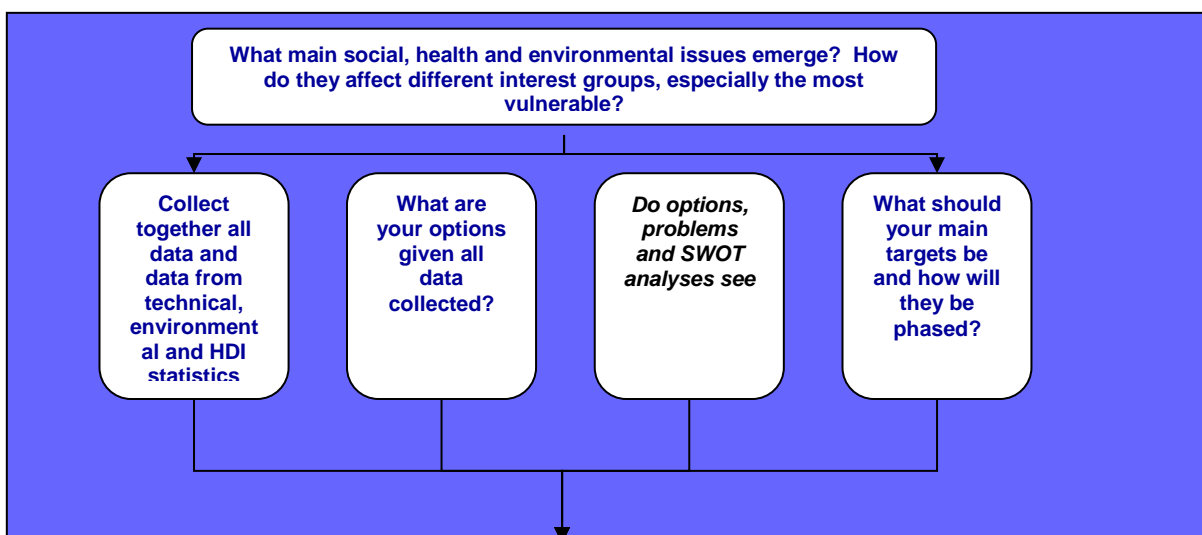 What main social, health and environmental issues emerge? How
do they affect different interest groups, especially the most
vulnerable?
Collect
together all
data and
data from
technical,
environment
al and HDI
statistics
What are
your options
given all
data
collected?
Do options,
problems
and SWOT
analyses see
What should
your main
targets be
and how will
they be
phased?